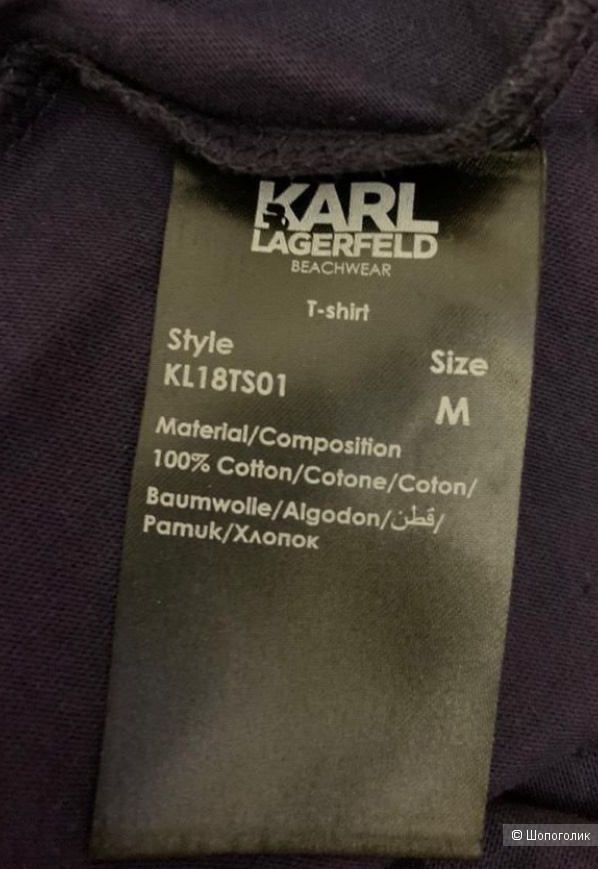 KARL
LAGERFELD
BEACHWEAR
T-shirt
Style
KL18TS01
Size
M
Material/Composition
100% Cotton/Cotone/Coton/
Baumwolle/Algodon/قطن/
Pamuk/Хлопок
© Шопоголик